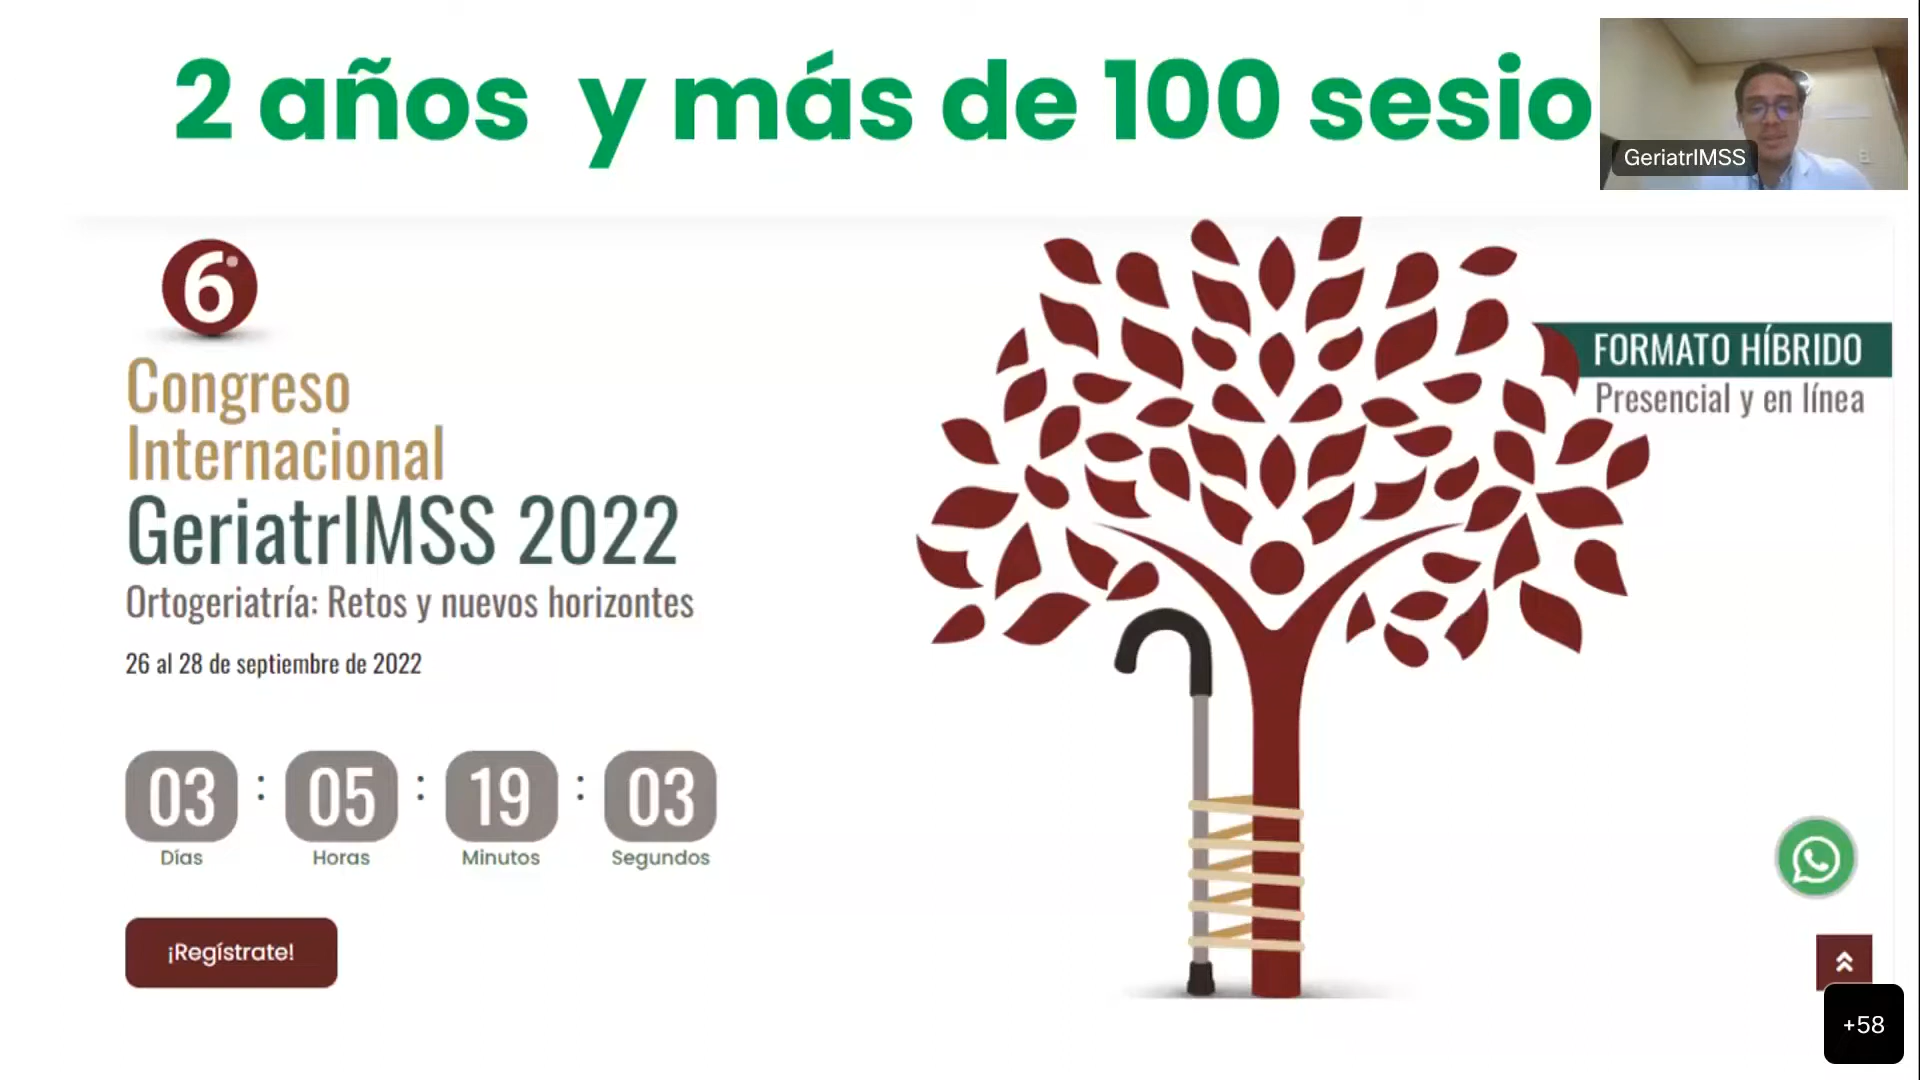 2 años y más de 100 sesio
GeriatrIMSS
6°
Congreso
Internacional
GeriatrIMSS 2022
Ortogeriatría: Retos y nuevos horizontes
26 al 28 de septiembre de 2022
FORMATO HÍBRIDO
Presencial y en línea
03 : 05 : 19 : 03
Días Horas Minutos Segundos
¡Regístrate!
+58